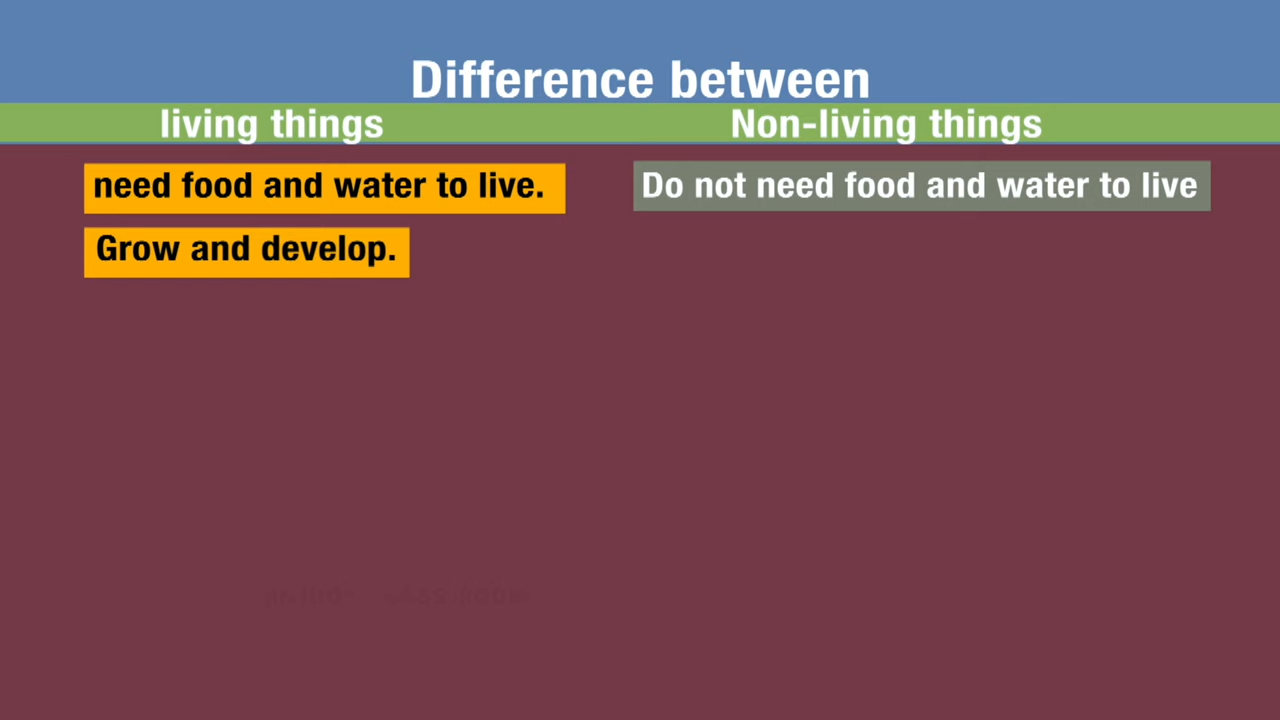 Difference between
living things
Non-living things
need food and water to live.
Do not need food and water to live
Grow and develop.